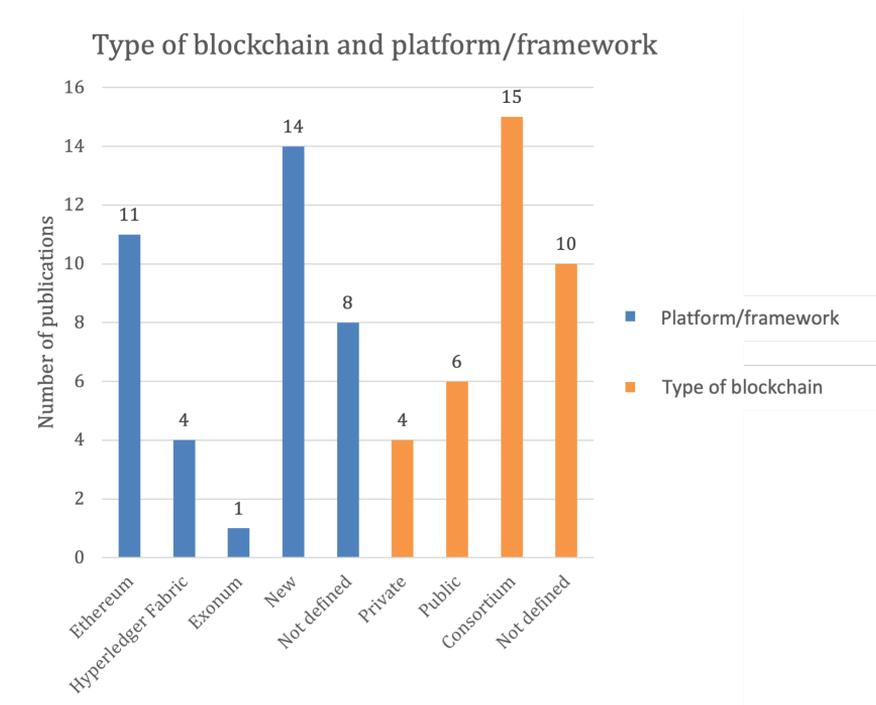 Type of blockchain and platform/framework
Number of publications
16
14
12
10
8
6
4
2
0
11
4
1
14
8
4
6
15
10
Ethereum
Hyperledger Fabric
Exonum
New
Not defined
Private
Public
Consortium
Not defined
Platform/framework
Type of blockchain